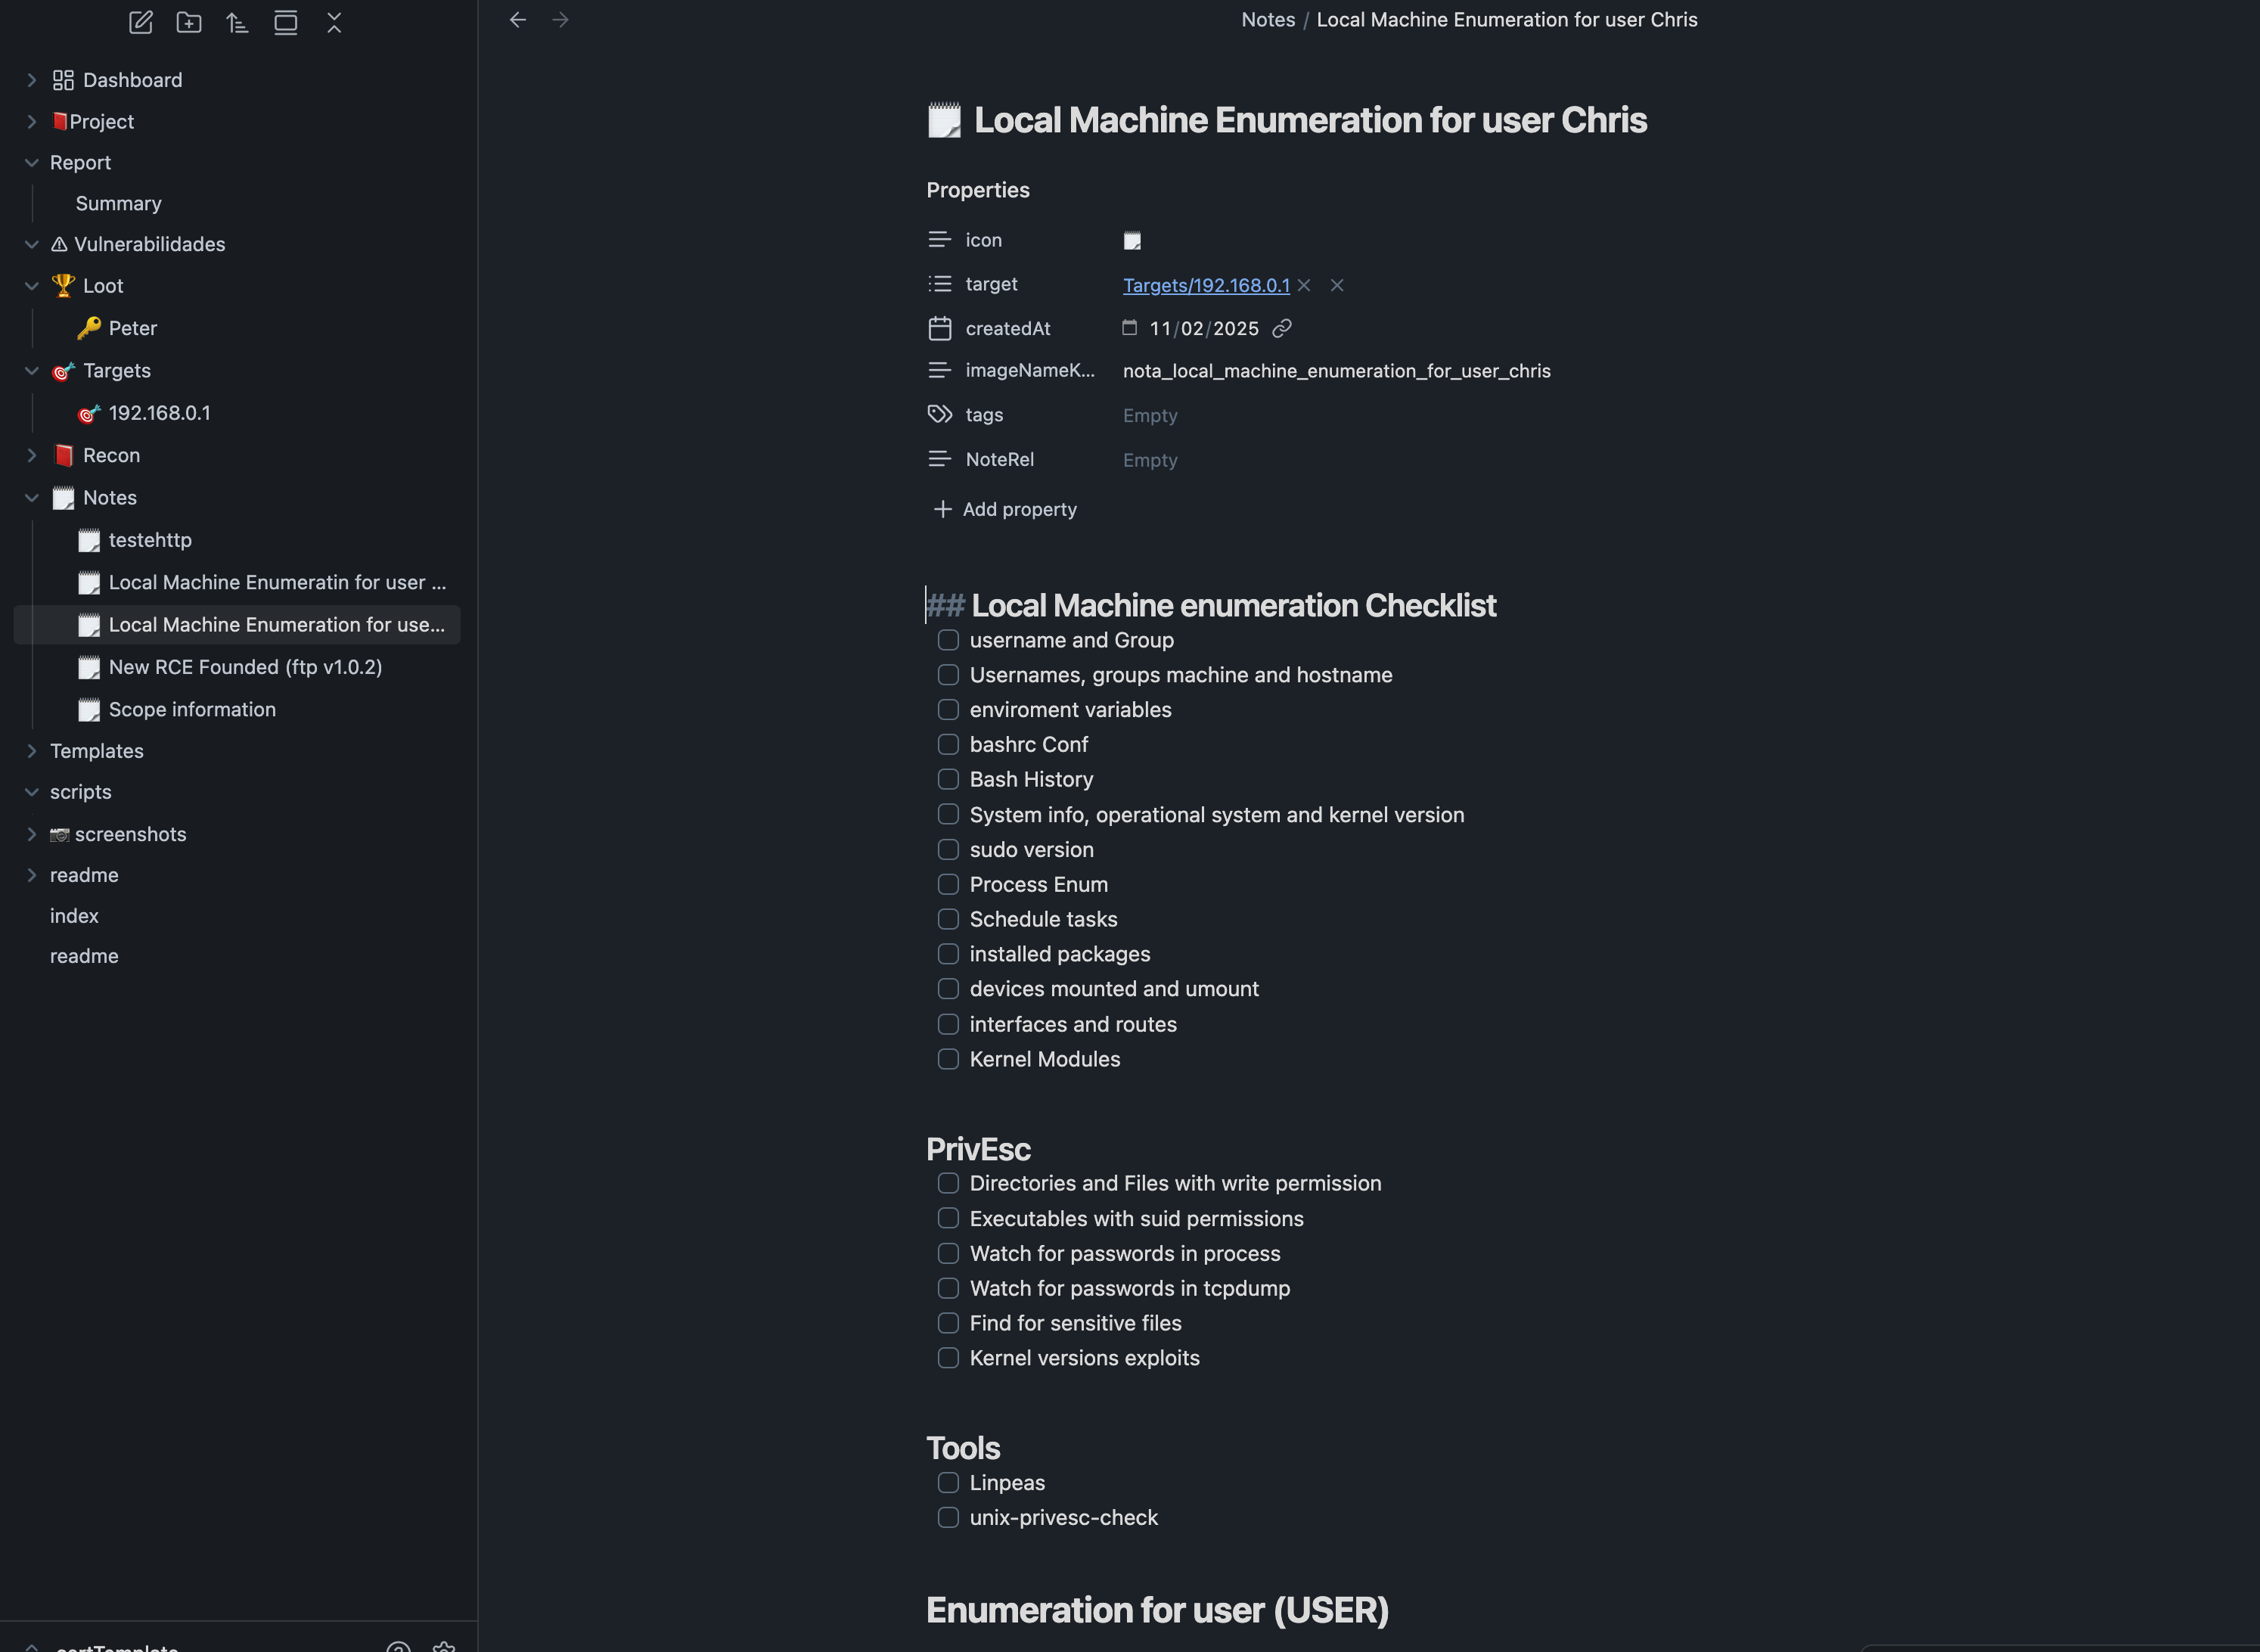 Dashboard
Project
Report
Summary
Vulnerabilidades
Loot
Peter
Targets
192.168.0.1
Recon
Notes
testehttp
Local Machine Enumeratin for user ...
Local Machine Enumeration for use...
New RCE Founded (ftp v1.0.2)
Scope information
Templates
scripts
screenshots
readme
index
readme
Notes / Local Machine Enumeration for user Chris
Local Machine Enumeration for user Chris
Properties
icon
target Targets/192.168.0.1
createdAt 11/02/2025
imageNameK... nota_local_machine_enumeration_for_user_chris
tags Empty
NoteRel Empty
Add property
## Local Machine enumeration Checklist
username and Group
Usernames, groups machine and hostname
enviroment variables
bashrc Conf
Bash History
System info, operational system and kernel version
sudo version
Process Enum
Schedule tasks
installed packages
devices mounted and umount
interfaces and routes
Kernel Modules
PrivEsc
Directories and Files with write permission
Executables with suid permissions
Watch for passwords in process
Watch for passwords in tcpdump
Find for sensitive files
Kernel versions exploits
Tools
Linpeas
unix-privesc-check
Enumeration for user (USER)